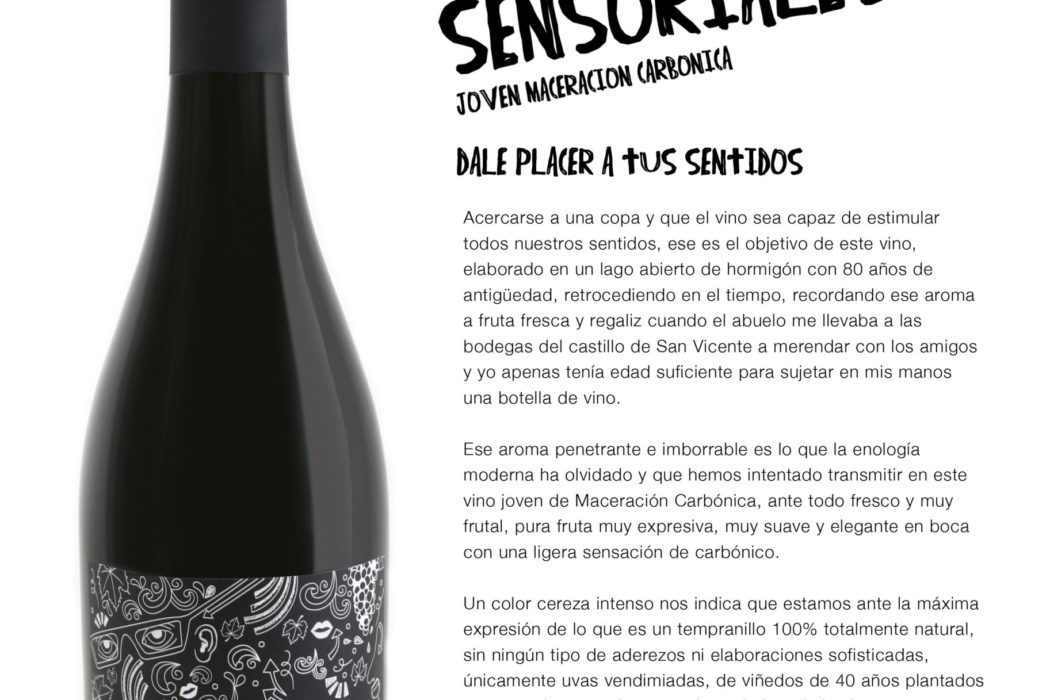 JOVEN MACERACION CARBONICA
DALE PLACER A TUS SENTIDOS
Acercarse a una copa y que el vino sea capaz de estimular
todos nuestros sentidos, ese es el objetivo de este vino,
elaborado en un lago abierto de hormigón con 80 años de
antigüedad, retrocediendo en el tiempo, recordando ese aroma
a fruta fresca y regaliz cuando el abuelo me llevaba a las
bodegas del castillo de San Vicente a merendar con los amigos
y yo apenas tenía edad suficiente para sujetar en mis manos
una botella de vino.
Ese aroma penetrante e imborrable es lo que la enología
moderna ha olvidado y que hemos intentado transmitir en este
vino joven de Maceración Carbónica, ante todo fresco y muy
frutal, pura fruta muy expresiva, muy suave y elegante en boca
con una ligera sensación de carbónico.
Un color cereza intenso nos indica que estamos ante la máxima
expresión de lo que es un tempranillo 100% totalmente natural,
sin ningún tipo de aderezos ni elaboraciones sofisticadas,
únicamente uvas vendimiadas, de viñedos de 40 años plantados